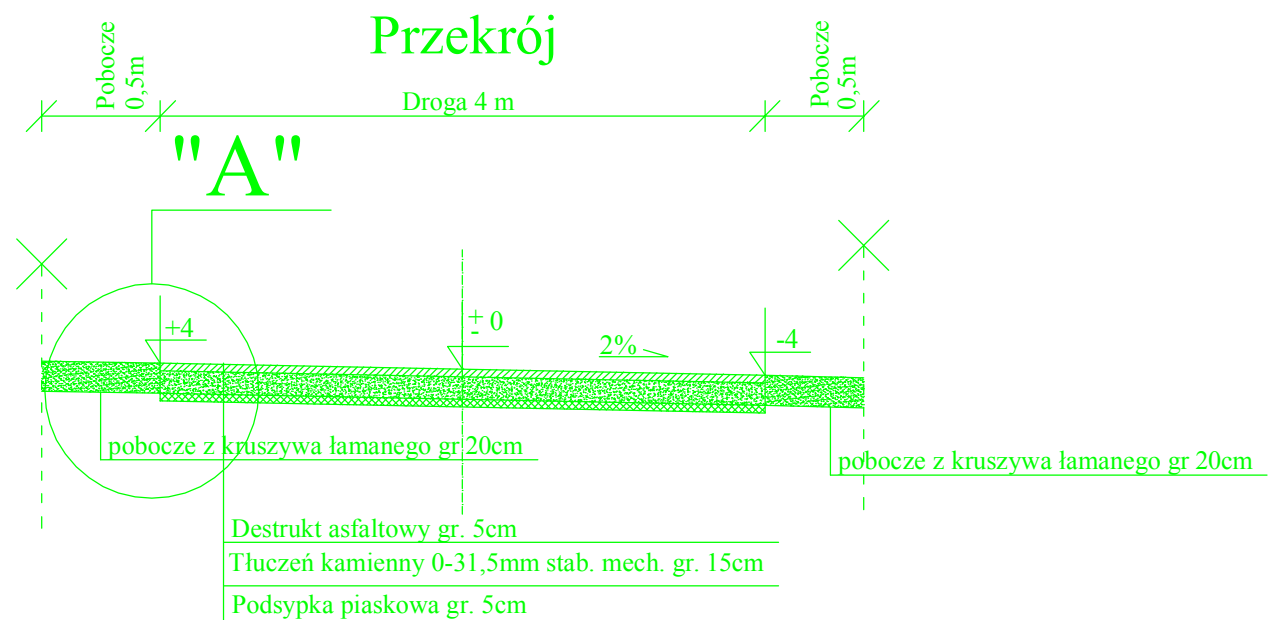 Przekrój
Pobocze
0,5m
Droga 4 m
Pobocze
0,5m
"A"
+4
± 0
2%
-4
pobocze z kruszywa łamanego gr 20cm
pobocze z kruszywa łamanego gr 20cm
Destrukt asfaltowy gr. 5cm
Tłuczeń kamienny 0-31,5mm stab. mech. gr. 15cm
Podsypka piaskowa gr. 5cm